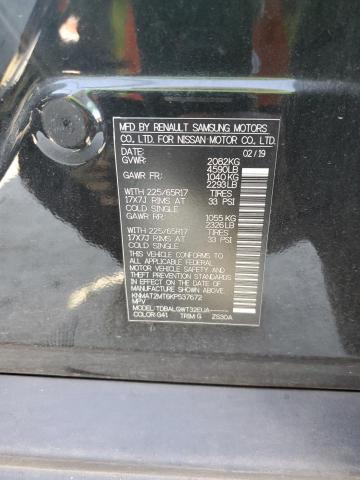 MFD BY RENAULT SAMSUNG MOTORS
CO., LTD. FOR NISSAN MOTOR CO., LTD.
DATE: 02/19
GVWR: 2082KG
4590LB
GAWR FR: 1040 KG
2293LB
WITH 225/65R17 TIRES
17X7J RIMS AT 33 PSI
COLD SINGLE
GAWR RR: 1055 KG
2326LB
WITH 225/65R17 TIRES
17X7J RIMS AT 33 PSI
COLD SINGLE
THIS VEHICLE CONFORMS TO
ALL APPLICABLE FEDERAL
MOTOR VEHICLE SAFETY, BUMPER
AND THEFT PREVENTION STANDARDS
IN EFFECT ON THE DATE OF
MANUFACTURE SHOWN ABOVE.
KNMAT2MT6KP537672
MPV
MODEL: TDBALGWT32EUA-----
COLOR: G41 TRIM: G ZS30A